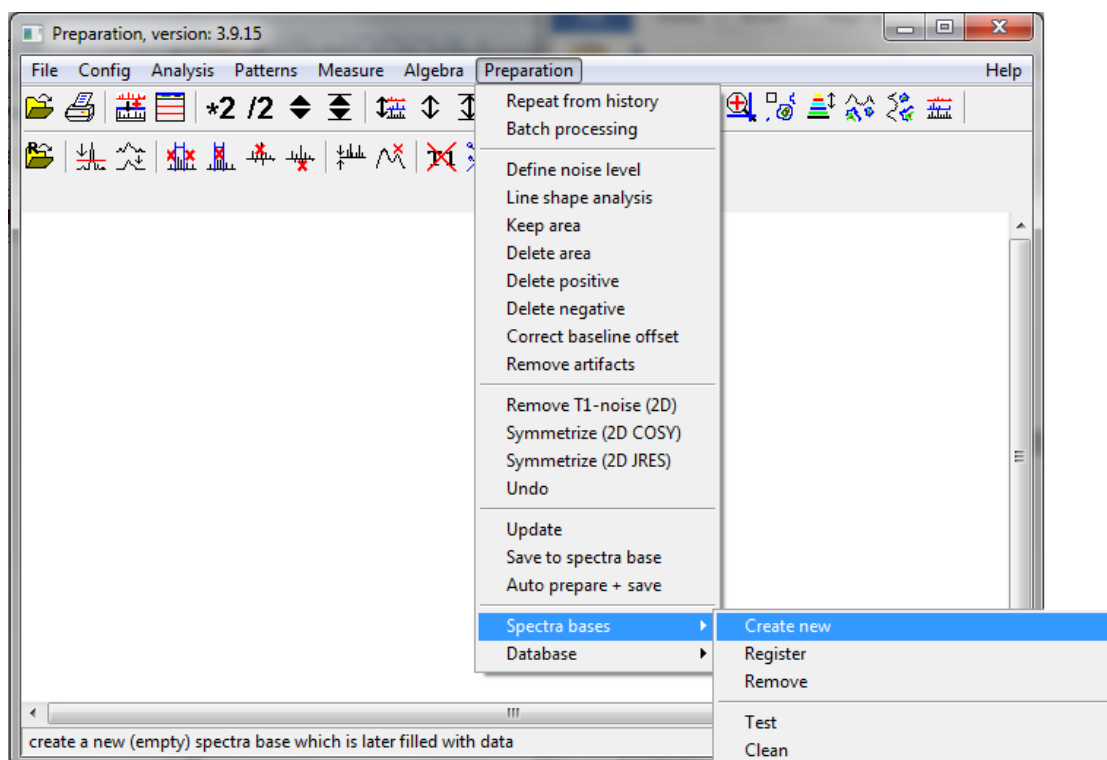 Preparation, version: 3.9.15
File Config Analysis Patterns Measure Algebra Preparation Help
*2 /2
Repeat from history
Batch processing
Define noise level
Line shape analysis
Keep area
Delete area
Delete positive
Delete negative
Correct baseline offset
Remove artifacts
Remove T1-noise (2D)
Symmetrize (2D COSY)
Symmetrize (2D JRES)
Undo
Update
Save to spectra base
Auto prepare + save
Spectra bases
Database
Create new
Register
Remove
Test
Clean
create a new (empty) spectra base which is later filled with data